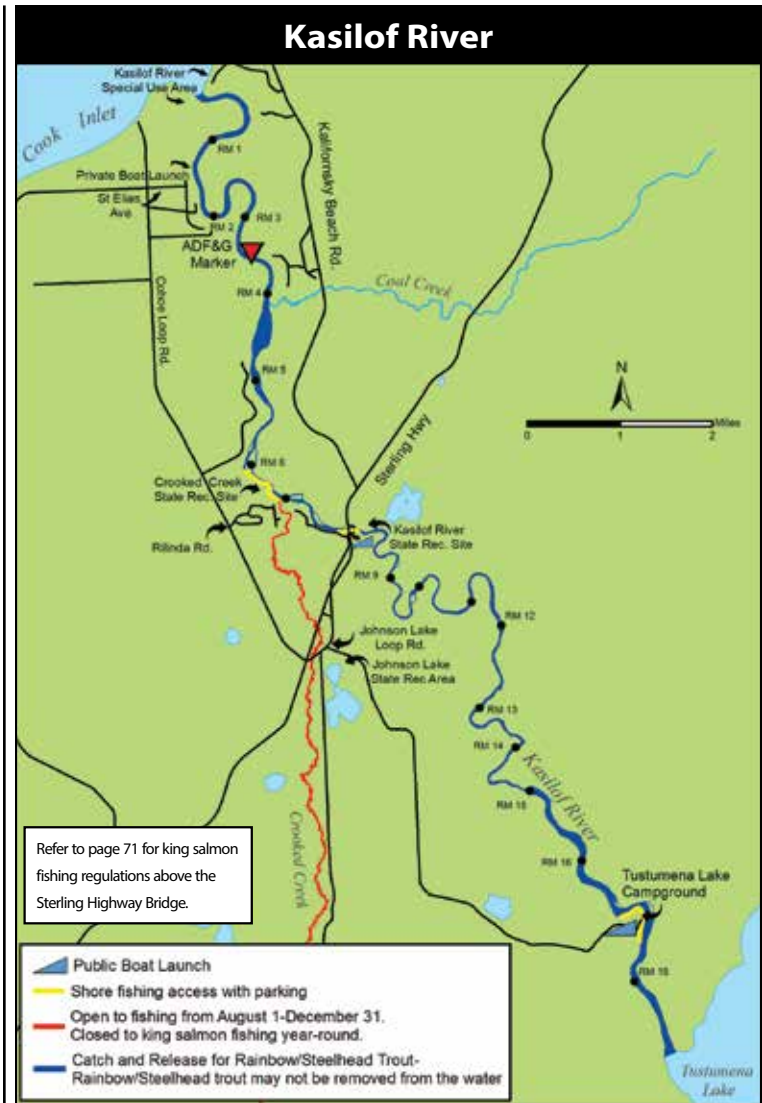 Kasilof River
Kasilof River
Special Use Area
Cook Inlet
RM 1
Private Boat Launch
St Elias
Ave
RM 2
RM 3
Kalifornsky Beach Rd.
ADF&G
Marker
RM 4
Coal Creek
Cohoe Loop Rd.
RM 5
N
0
1
2
Miles
Sterling Hwy
RM 6
Crooked Creek
State Rec. Site
Rilinda Rd.
Kasilof River
State Rec. Site
RM 9
RM 12
Johnson Lake
Loop Rd.
Johnson Lake
State Rec Area
RM 13
RM 14
Kasilof River
RM 15
Crooked Creek
RM 16
Tustumena Lake
Campground
Refer to page 71 for king salmon
fishing regulations above the
Sterling Highway Bridge.
Public Boat Launch
Shore fishing access with parking
Open to fishing from August 1-December 31.
Closed to king salmon fishing year-round.
Catch and Release for Rainbow/Steelhead Trout-
Rainbow/Steelhead trout may not be removed from the water
Tustumena
Lake